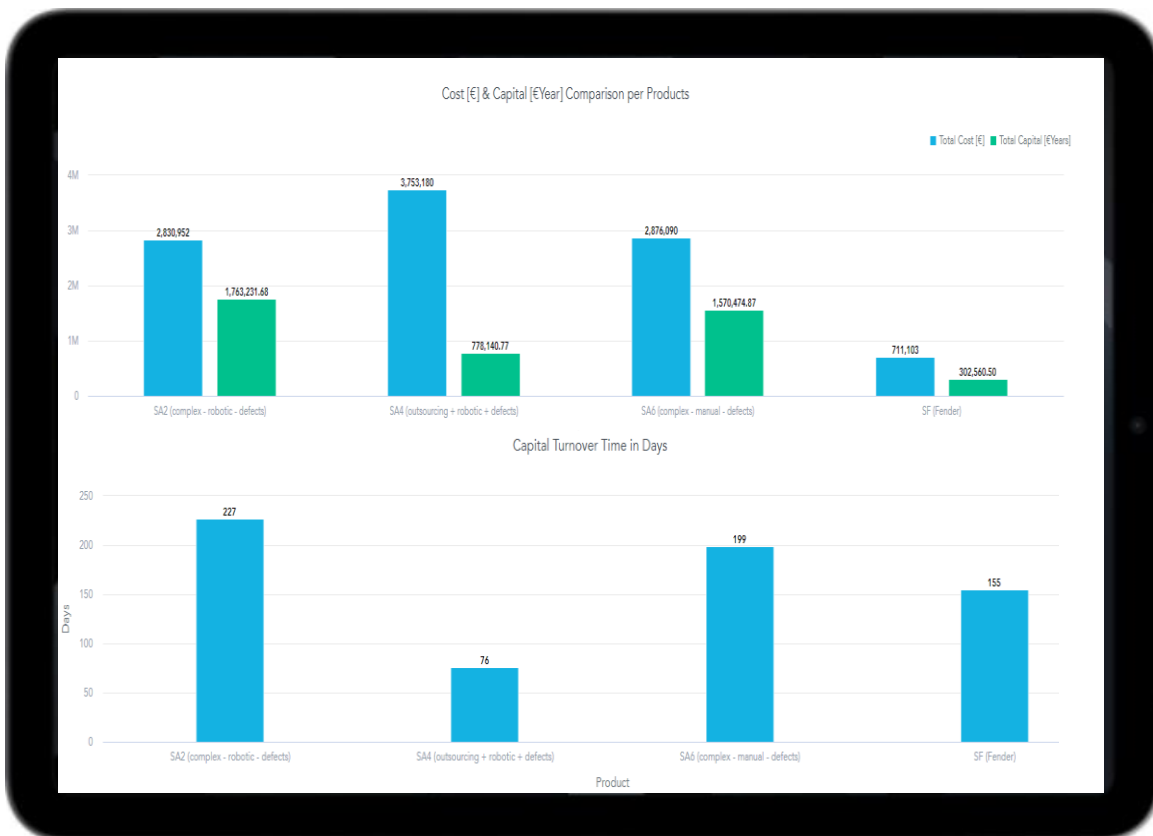 Cost [€] & Capital [€Year] Comparison per Products
Total Cost [€] Total Capital [€Years]
4M
3,753,180
3M
2,830,952
2,876,090
2M
1,763,231.68
1,570,474.87
1M
778,140.77
711,103
302,560.50
0
SA2 (complex - robotic - defects) SA4 (outsourcing + robotic + defects) SA6 (complex - manual - defects) SF (Fender)
Capital Turnover Time in Days
250
227
200
199
150
155
Days
100
76
50
0
SA2 (complex - robotic - defects) SA4 (outsourcing + robotic + defects) SA6 (complex - manual - defects) SF (Fender)
Product